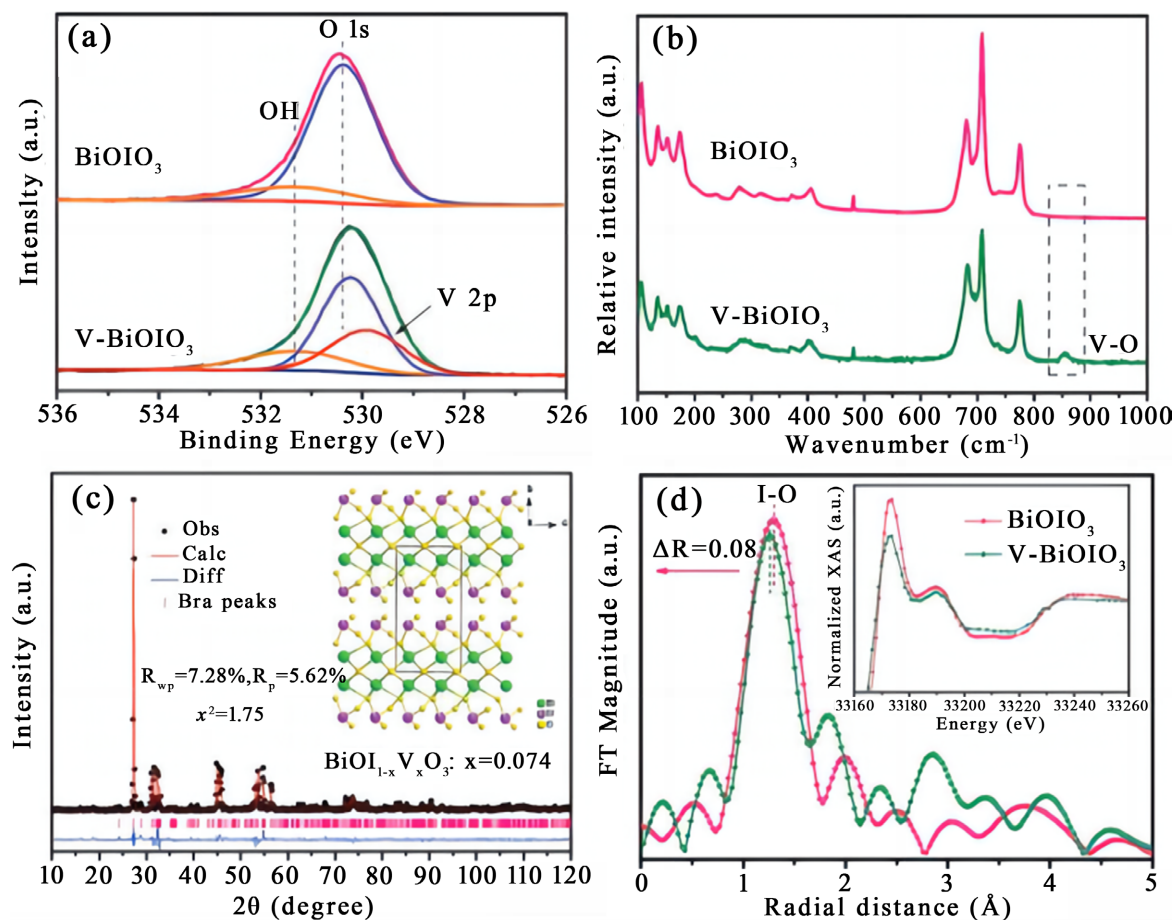 (a)
O 1s
OH
BiOIO3
V 2p
V-BiOIO3
Intensity (a.u.)
536 534 531 530 528 526
Binding Energy (eV)
(b)
BiOIO3
V-BiOIO3
V-O
Relative intensity (a.u.)
100 200 300 400 500 600 700 800 900 1000
Wavenumber (cm-1)
(c)
Obs
Calc
Diff
Bra peaks
Rwp=7.28%,Rp=5.62%
x²=1.75
BiOI1-xVxO3: x=0.074
Intensity (a.u.)
10 20 30 40 50 60 70 80 90 100 110 120
2θ (degree)
(d)
I-O
ΔR=0.08
FT Magnitude (a.u.)
0 1 2 3 4 5
Radial distance (Å)
BiOIO3
V-BiOIO3
Normalized XAS (a.u.)
33160 33180 33200 33220 33240 33260
Energy (eV)